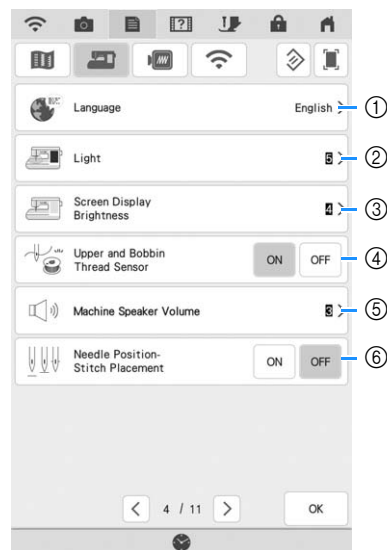 Language
English
①
Light
5
②
Screen Display
Brightness
4
③
Upper and Bobbin
Thread Sensor
ON
OFF
④
Machine Speaker Volume
3
⑤
Needle Position-
Stitch Placement
ON
OFF
⑥
4 / 11
OK